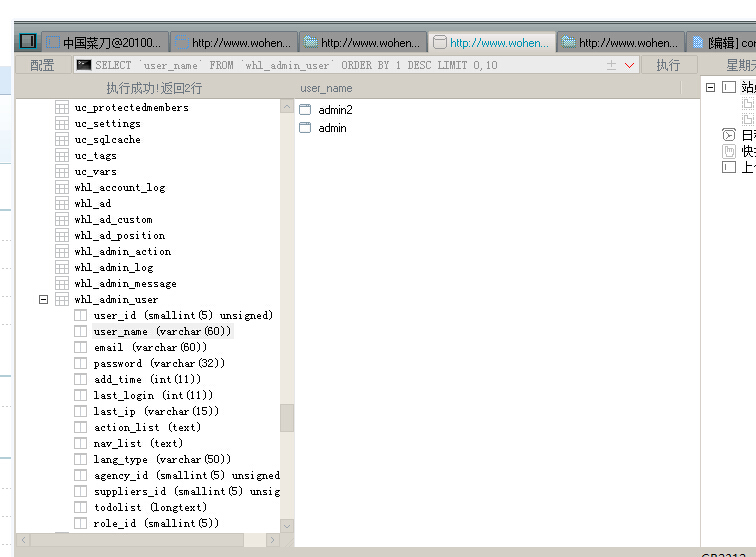 中国菜刀@20100...
http://www.wohen...
http://www.wohen...
http://www.wohen...
http://www.wohen...
[编辑] con
配置
SELECT `user_name` FROM `whl_admin_user` ORDER BY 1 DESC LIMIT 0,10
执行
执行成功!返回2行
user_name
uc_protectedmembers
uc_settings
uc_sqlcache
uc_tags
uc_vars
whl_account_log
whl_ad
whl_ad_custom
whl_ad_position
whl_admin_action
whl_admin_log
whl_admin_message
whl_admin_user
user_id (smallint(5) unsigned)
user_name (varchar(60))
email (varchar(60))
password (varchar(32))
add_time (int(11))
last_login (int(11))
last_ip (varchar(15))
action_list (text)
nav_list (text)
lang_type (varchar(50))
agency_id (smallint(5) unsigned
suppliers_id (smallint(5) unsig
todolist (longtext)
role_id (smallint(5))
admin2
admin
星期
站
日
快
上